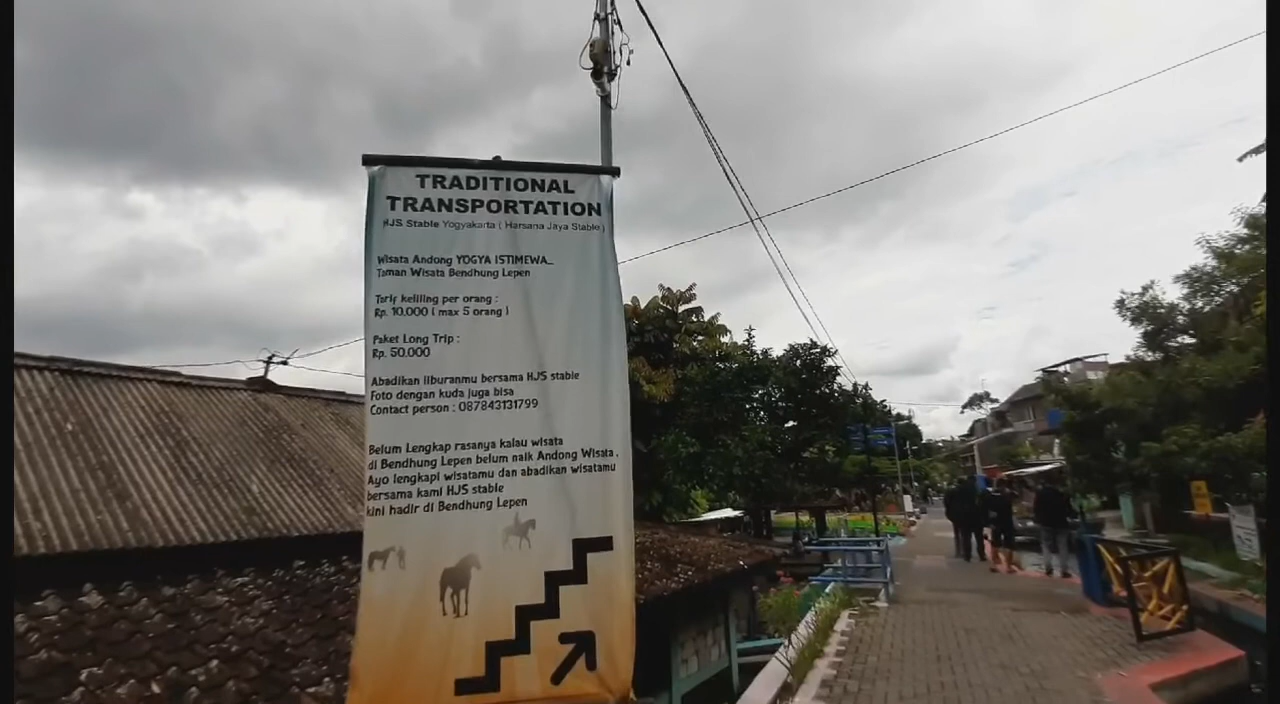 TRADITIONAL
TRANSPORTATION
HJS Stable Yogyakarta ( Harsana Jaya Stable )
Wisata Andong YOGYA ISTIMEWA_
Taman Wisata Bendhung Lepen
Tarif keliling per orang :
Rp. 10.000 ( max 5 orang )
Paket Long Trip :
Rp. 50.000
Abadikan liburanmu bersama HJS stable
Foto dengan kuda juga bisa
Contact person : 087843131799
Belum Lengkap rasanya kalau wisata
di Bendhung Lepen belum naik Andong Wisata .
Ayo lengkapi wisatamu dan abadikan wisatamu
bersama kami HJS stable
kini hadir di Bendhung Lepen